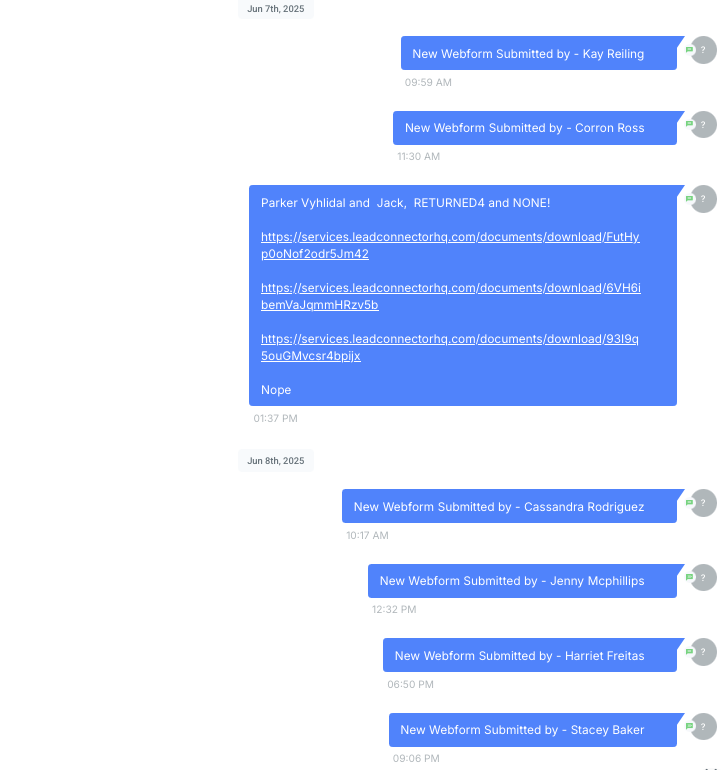 Jun 7th, 2025
New Webform Submitted by - Kay Reiling
?
09:59 AM
New Webform Submitted by - Corron Ross
?
11:30 AM
Parker Vyhlidal and  Jack,  RETURNED4 and NONE!
?
https://services.leadconnectorhq.com/documents/download/FutHy
p0oNof2odr5Jm42
https://services.leadconnectorhq.com/documents/download/6VH6i
bemVaJqmmHRzv5b
https://services.leadconnectorhq.com/documents/download/93I9q
5ouGMvcsr4bpijx
Nope
01:37 PM
Jun 8th, 2025
New Webform Submitted by - Cassandra Rodriguez
?
10:17 AM
New Webform Submitted by - Jenny Mcphillips
?
12:32 PM
New Webform Submitted by - Harriet Freitas
?
06:50 PM
New Webform Submitted by - Stacey Baker
?
09:06 PM